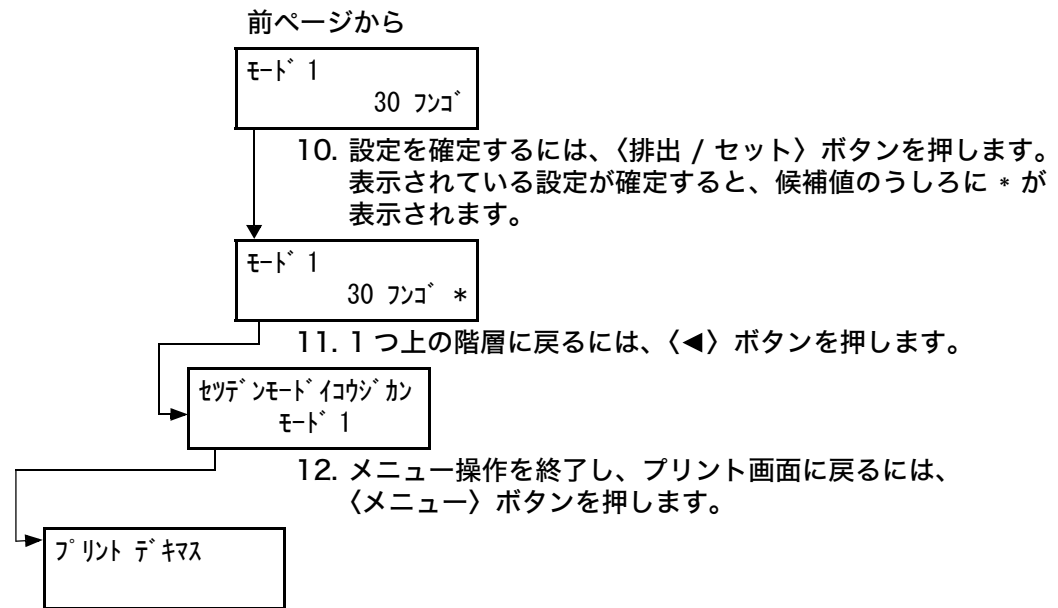 前ページから
ﾓｰﾄﾞ 1
30 ﾌﾝｺﾞ
10. 設定を確定するには、〈排出 / セット〉ボタンを押します。
表示されている設定が確定すると、候補値のうしろに * が
表示されます。
ﾓｰﾄﾞ 1
30 ﾌﾝｺﾞ *
11. 1 つ上の階層に戻るには、〈◀〉ボタンを押します。
ｾﾂﾃﾞﾝﾓｰﾄﾞｲｺｳｼﾞｶﾝ
ﾓｰﾄﾞ 1
12. メニュー操作を終了し、プリント画面に戻るには、
〈メニュー〉ボタンを押します。
ﾌﾟﾘﾝﾄ ﾃﾞｷﾏｽ